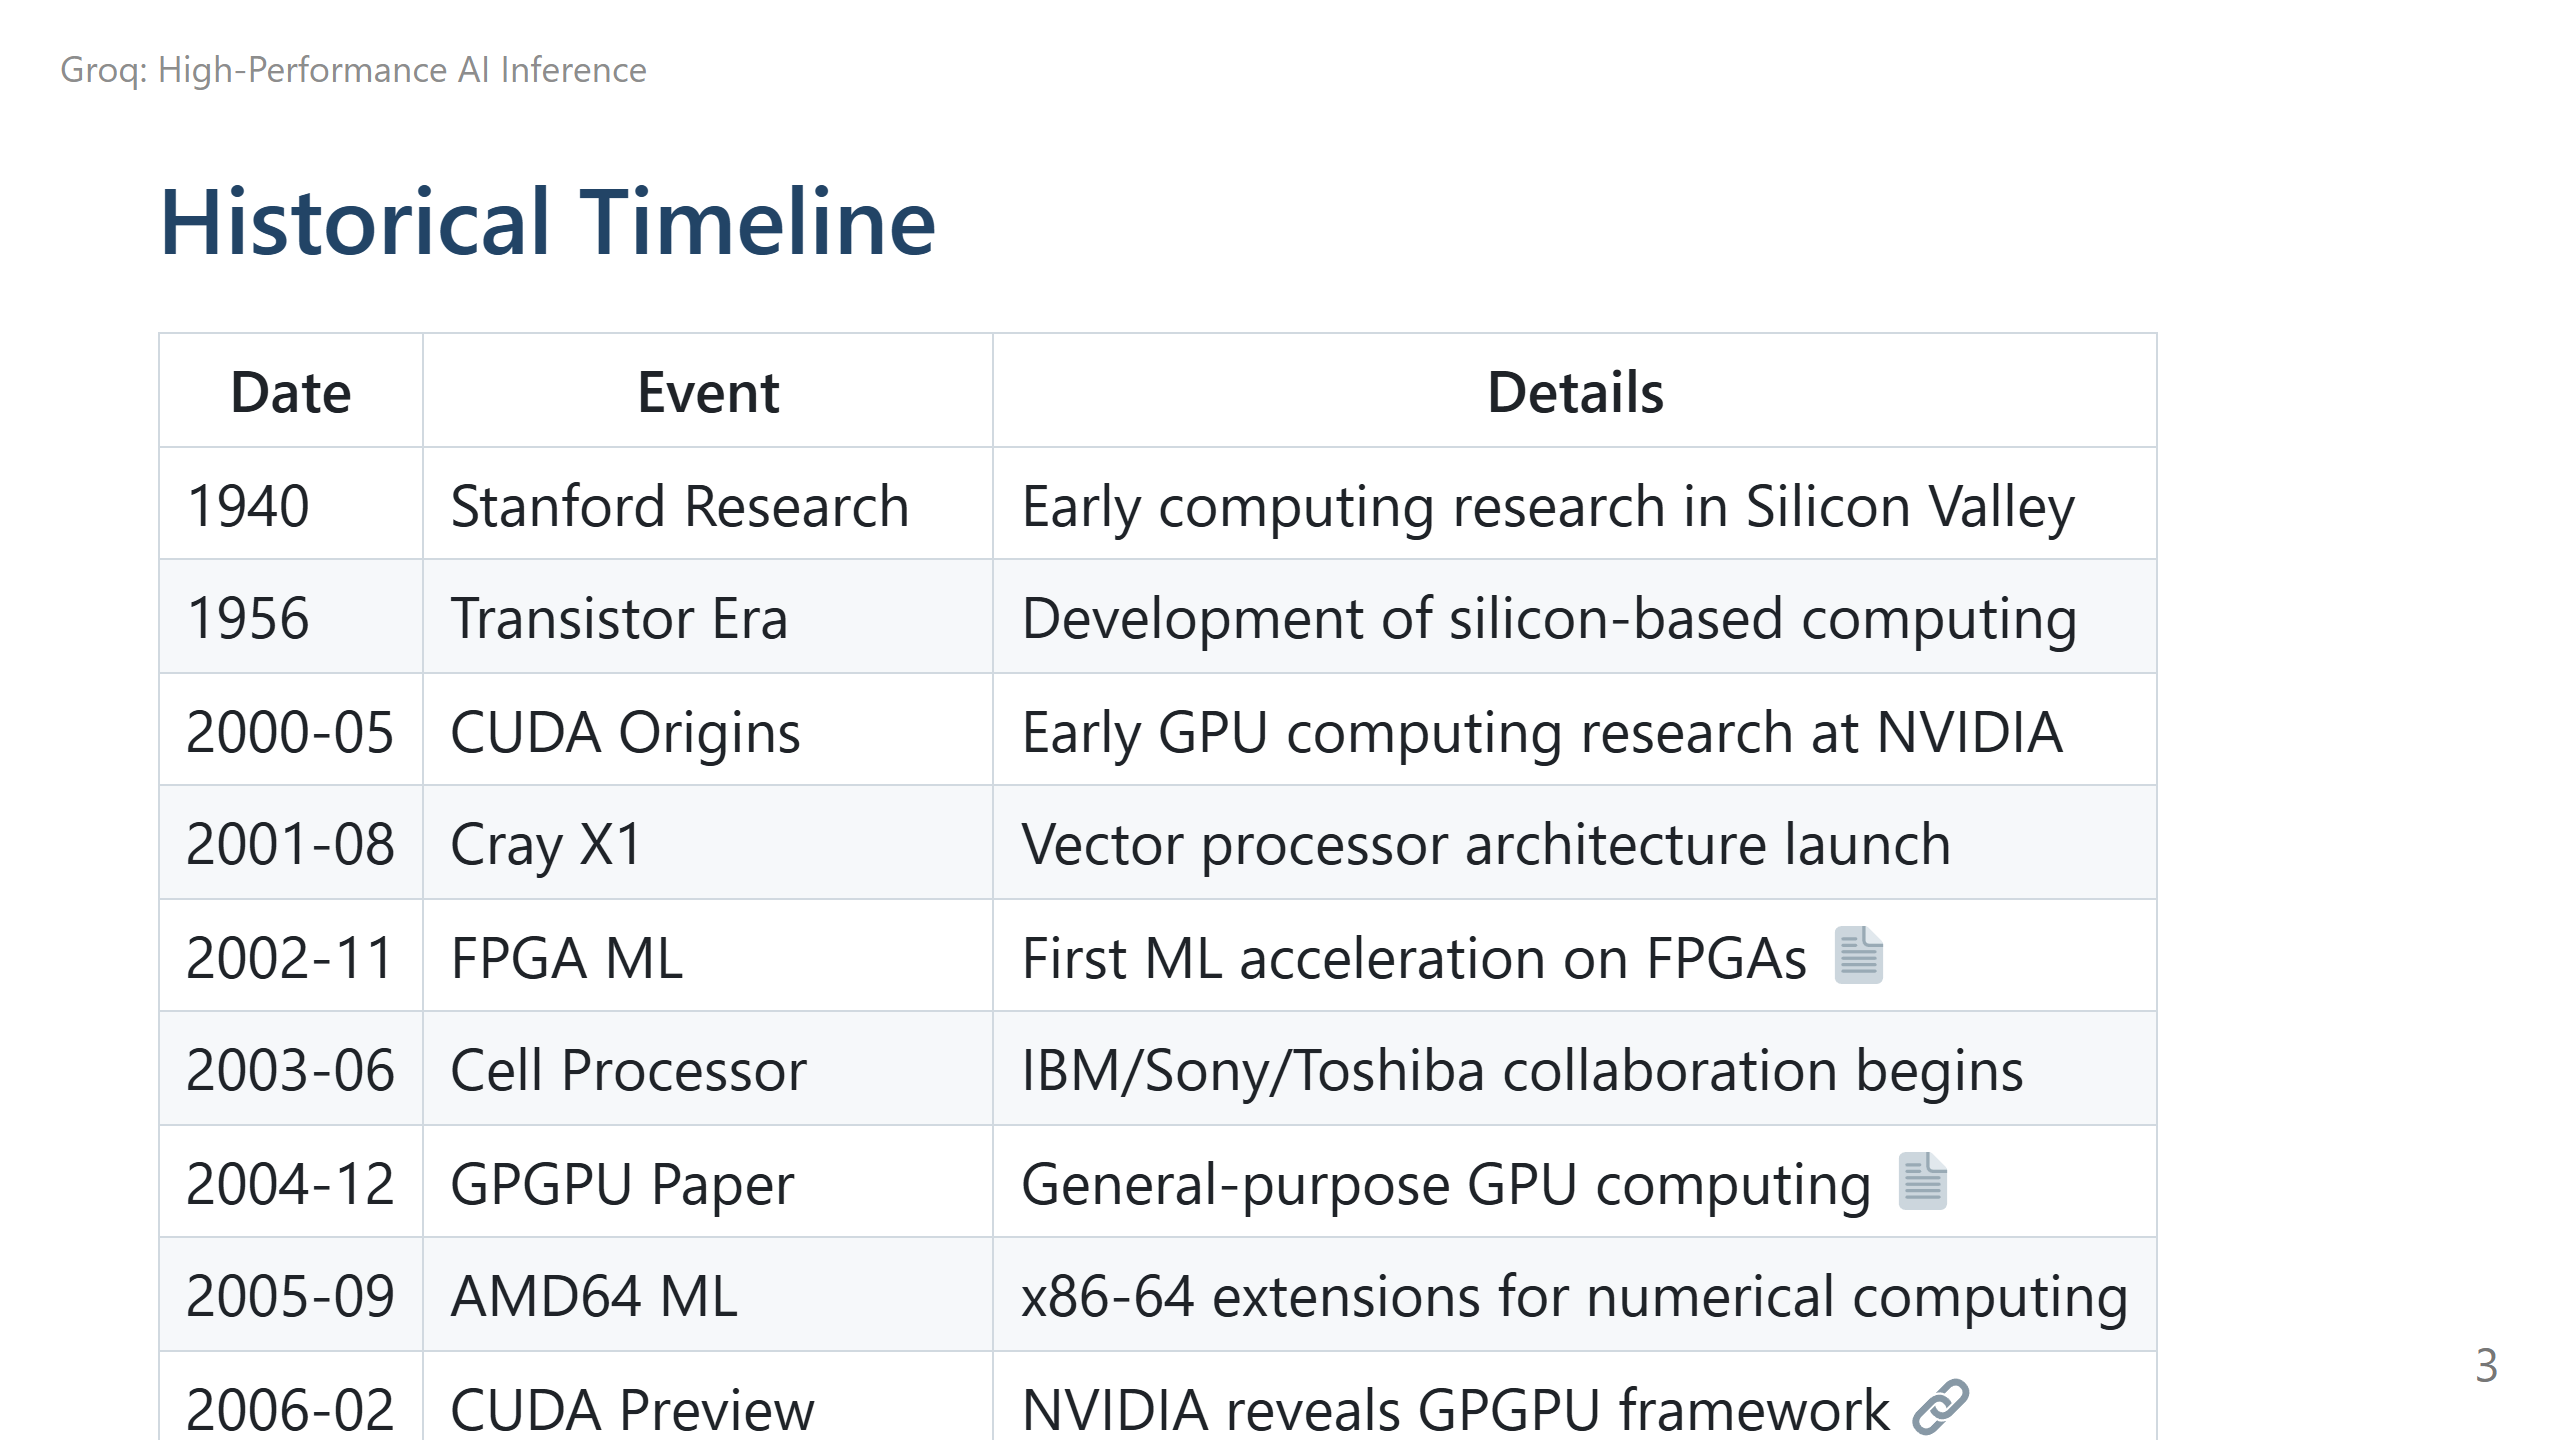 Groq: High-Performance AI Inference
Historical Timeline
Date Event Details
1940 Stanford Research Early computing research in Silicon Valley
1956 Transistor Era Development of silicon-based computing
2000-05 CUDA Origins Early GPU computing research at NVIDIA
2001-08 Cray X1 Vector processor architecture launch
2002-11 FPGA ML First ML acceleration on FPGAs
2003-06 Cell Processor IBM/Sony/Toshiba collaboration begins
2004-12 GPGPU Paper General-purpose GPU computing
2005-09 AMD64 ML x86-64 extensions for numerical computing
2006-02 CUDA Preview NVIDIA reveals GPGPU framework
3